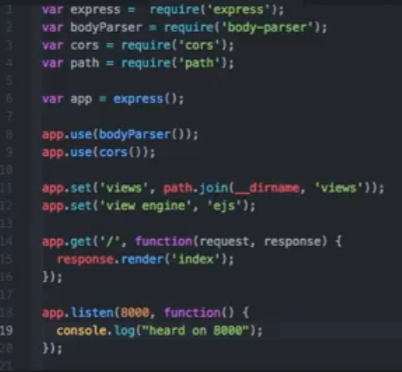 1 var express = require('express');
2 var bodyParser = require('body-parser');
3 var cors = require('cors');
4 var path = require('path');
5
6 var app = express();
7
8 app.use(bodyParser());
9 app.use(cors());
10
11 app.set('views', path.join(__dirname, 'views'));
12 app.set('view engine', 'ejs');
13
14 app.get('/', function(request, response) {
15 response.render('index');
16 });
17
18 app.listen(8000, function() {
19 console.log("heard on 8000");
20 });
21